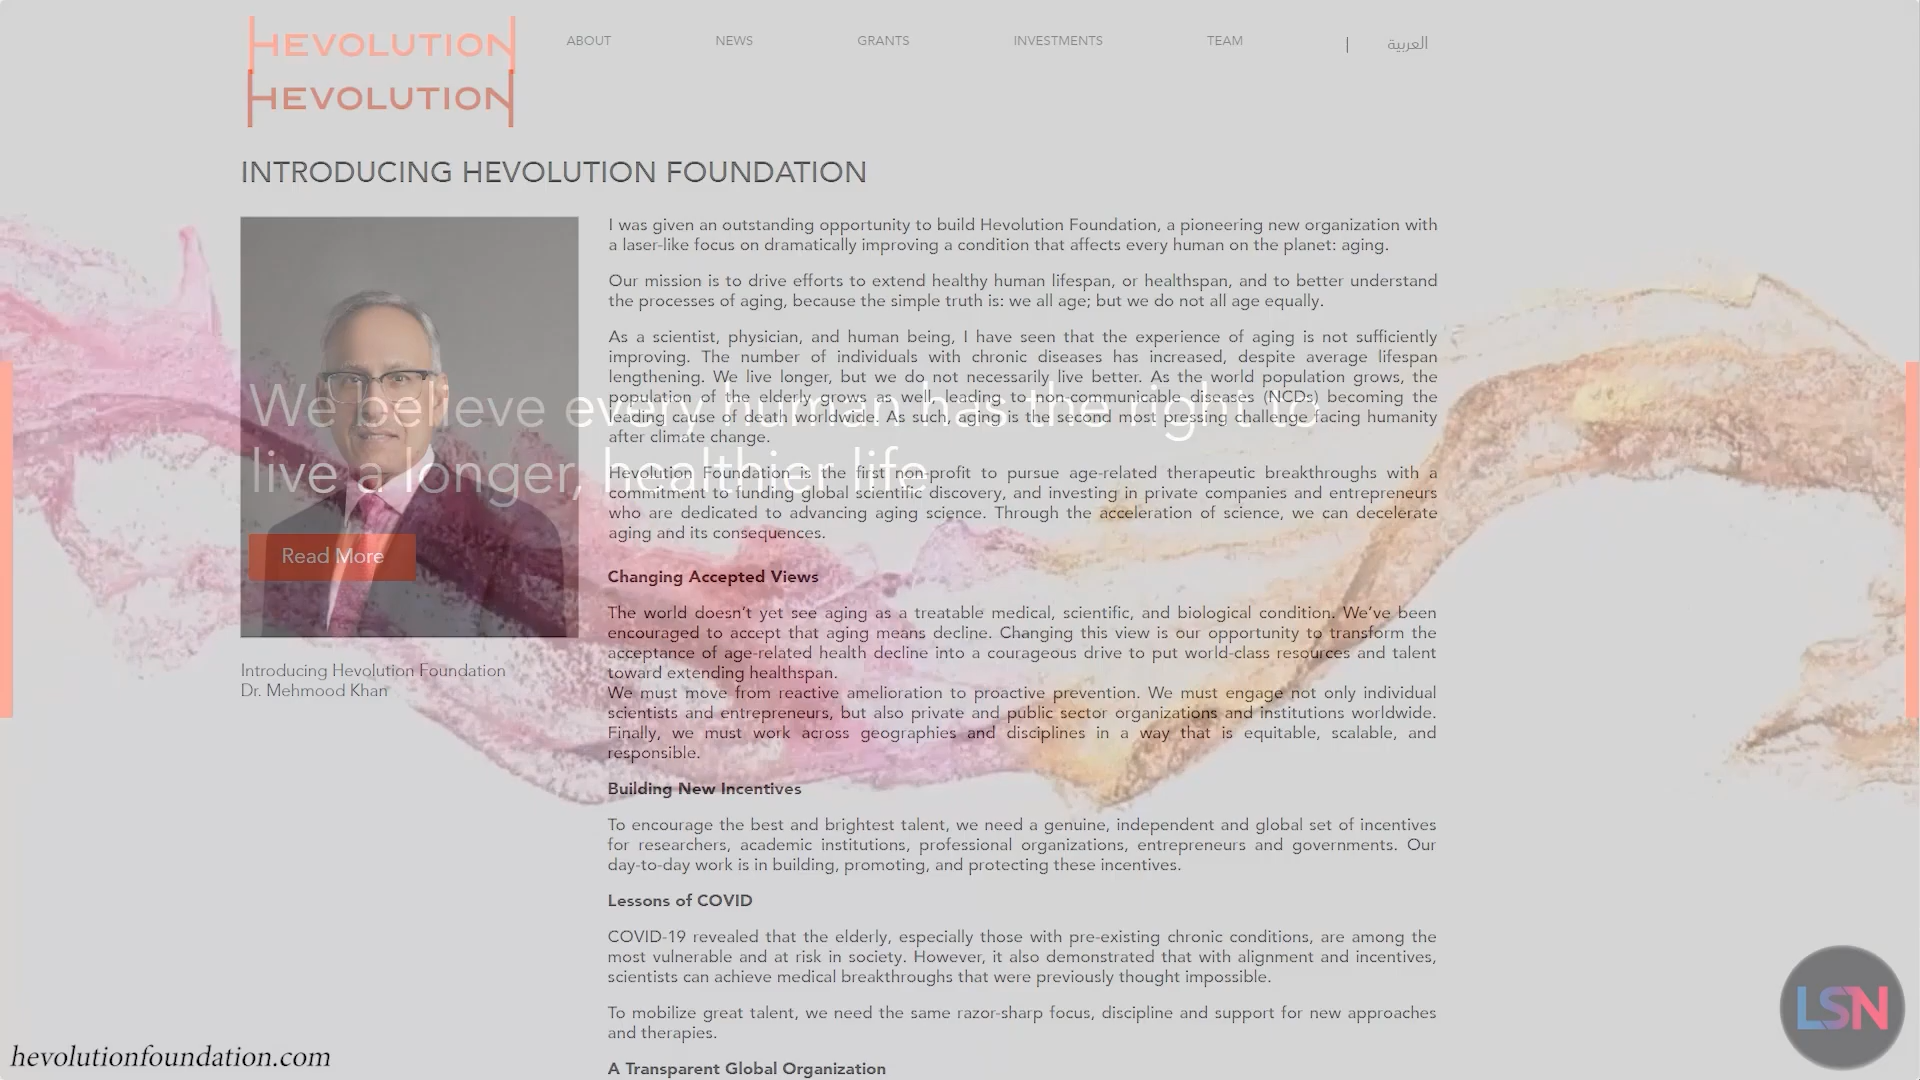 HEVOLUTION
ABOUT
NEWS
GRANTS
INVESTMENTS
TEAM
|
العربية
HEVOLUTION
INTRODUCING HEVOLUTION FOUNDATION
We believe every human has the right to
live a longer, healthier life
Read More
Introducing Hevolution Foundation
Dr. Mehmood Khan
I was given an outstanding opportunity to build Hevolution Foundation, a pioneering new organization with
a laser-like focus on dramatically improving a condition that affects every human on the planet: aging.
Our mission is to drive efforts to extend healthy human lifespan, or healthspan, and to better understand
the processes of aging, because the simple truth is: we all age; but we do not all age equally.
As a scientist, physician, and human being, I have seen that the experience of aging is not sufficiently
improving. The number of individuals with chronic diseases has increased, despite average lifespan
lengthening. We live longer, but we do not necessarily live better. As the world population grows, the
population of the elderly grows as well, leading to non-communicable diseases (NCDs) becoming the
leading cause of death worldwide. As such, aging is the second most pressing challenge facing humanity
after climate change.
Hevolution Foundation is the first non-profit to pursue age-related therapeutic breakthroughs with a
commitment to funding global scientific discovery, and investing in private companies and entrepreneurs
who are dedicated to advancing aging science. Through the acceleration of science, we can decelerate
aging and its consequences.
Changing Accepted Views
The world doesn’t yet see aging as a treatable medical, scientific, and biological condition. We’ve been
encouraged to accept that aging means decline. Changing this view is our opportunity to transform the
acceptance of age-related health decline into a courageous drive to put world-class resources and talent
toward extending healthspan.
We must move from reactive amelioration to proactive prevention. We must engage not only individual
scientists and entrepreneurs, but also private and public sector organizations and institutions worldwide.
Finally, we must work across geographies and disciplines in a way that is equitable, scalable, and
responsible.
Building New Incentives
To encourage the best and brightest talent, we need a genuine, independent and global set of incentives
for researchers, academic institutions, professional organizations, entrepreneurs and governments. Our
day-to-day work is in building, promoting, and protecting these incentives.
Lessons of COVID
COVID-19 revealed that the elderly, especially those with pre-existing chronic conditions, are among the
most vulnerable and at risk in society. However, it also demonstrated that with alignment and incentives,
scientists can achieve medical breakthroughs that were previously thought impossible.
To mobilize great talent, we need the same razor-sharp focus, discipline and support for new approaches
and therapies.
A Transparent Global Organization
hevolutionfoundation.com
LSN